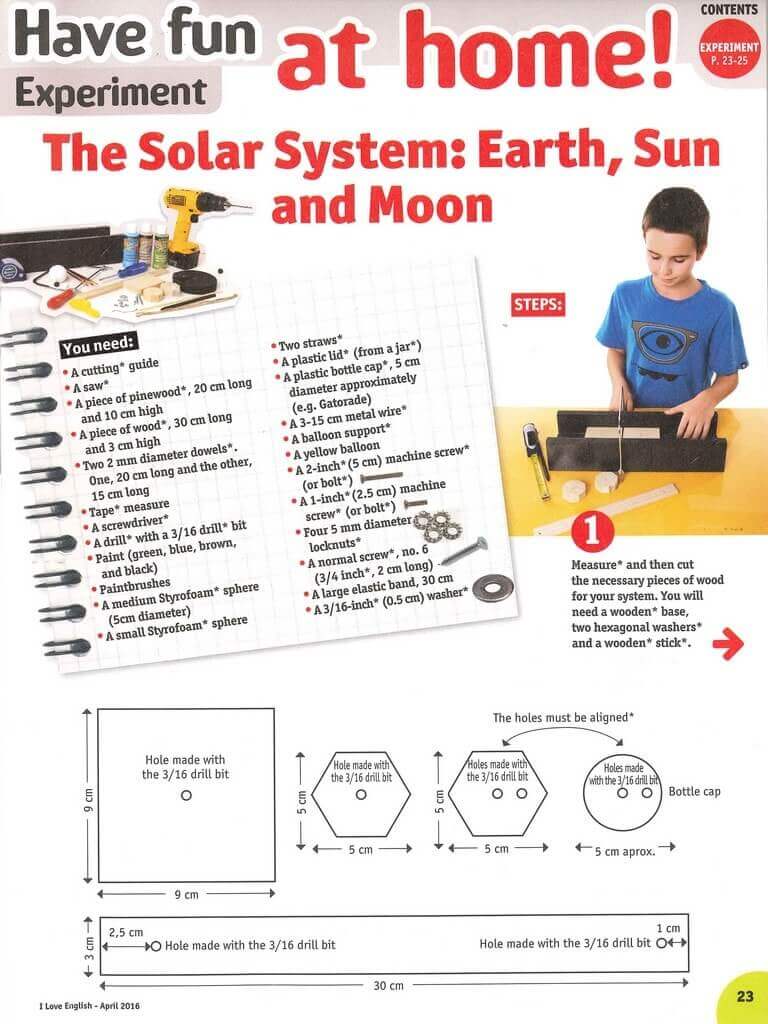 Have fun at home!
Experiment
CONTENTS
EXPERIMENT
P. 23-25
The Solar System: Earth, Sun
and Moon
You need:
• A cutting* guide
• A saw*
• A piece of pinewood*, 20 cm long
and 10 cm high
• A piece of wood*, 30 cm long
and 3 cm high
• Two 2 mm diameter dowels*.
One, 20 cm long and the other,
15 cm long
• Tape* measure
• A screwdriver*
• A drill* with a 3/16 drill* bit
• Paint (green, blue, brown,
and black)
• Paintbrushes
• A medium Styrofoam* sphere
(5cm diameter)
• A small Styrofoam* sphere
• Two straws*
• A plastic lid* (from a jar*)
• A plastic bottle cap*, 5 cm
diameter approximately
(e.g. Gatorade)
• A 3-15 cm metal wire*
• A balloon support*
• A yellow balloon
• A 2-inch* (5 cm) machine screw*
(or bolt*)
• A 1-inch* (2.5 cm) machine
screw* (or bolt*)
• Four 5 mm diameter
locknuts*
• A normal screw*, no. 6
(3/4 inch*, 2 cm long)
• A large elastic band, 30 cm
• A 3/16-inch* (0.5 cm) washer*
STEPS:
1
Measure* and then cut
the necessary pieces of wood
for your system. You will
need a wooden* base,
two hexagonal washers*
and a wooden* stick*.
The holes must be aligned*
Hole made with
the 3/16 drill bit
9 cm
9 cm
Hole made with
the 3/16 drill bit
5 cm
5 cm
Holes made with
the 3/16 drill bit
5 cm
5 cm
Holes made
with the 3/16 drill bit
Bottle cap
5 cm aprox.
2,5 cm
Hole made with the 3/16 drill bit
Hole made with the 3/16 drill bit
1 cm
3 cm
30 cm
I Love English - April 2016
23